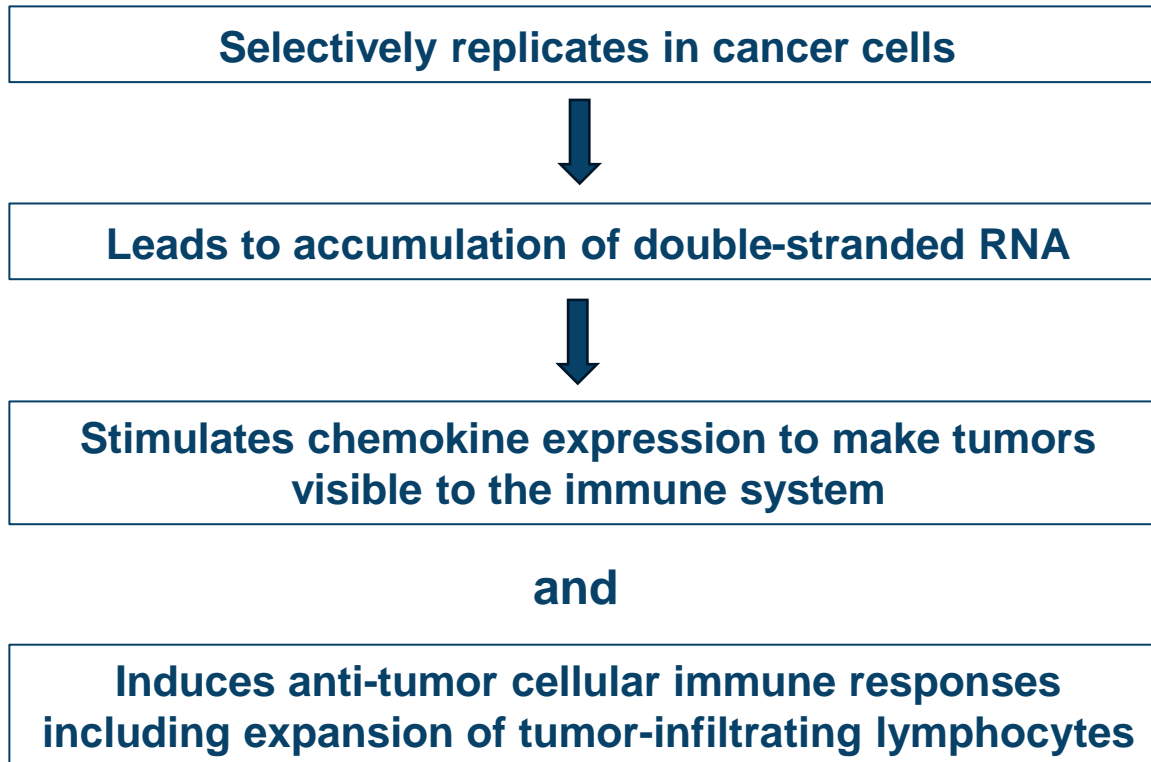 Selectively replicates in cancer cells
Leads to accumulation of double-stranded RNA
Stimulates chemokine expression to make tumors
visible to the immune system
and
Induces anti-tumor cellular immune responses
including expansion of tumor-infiltrating lymphocytes